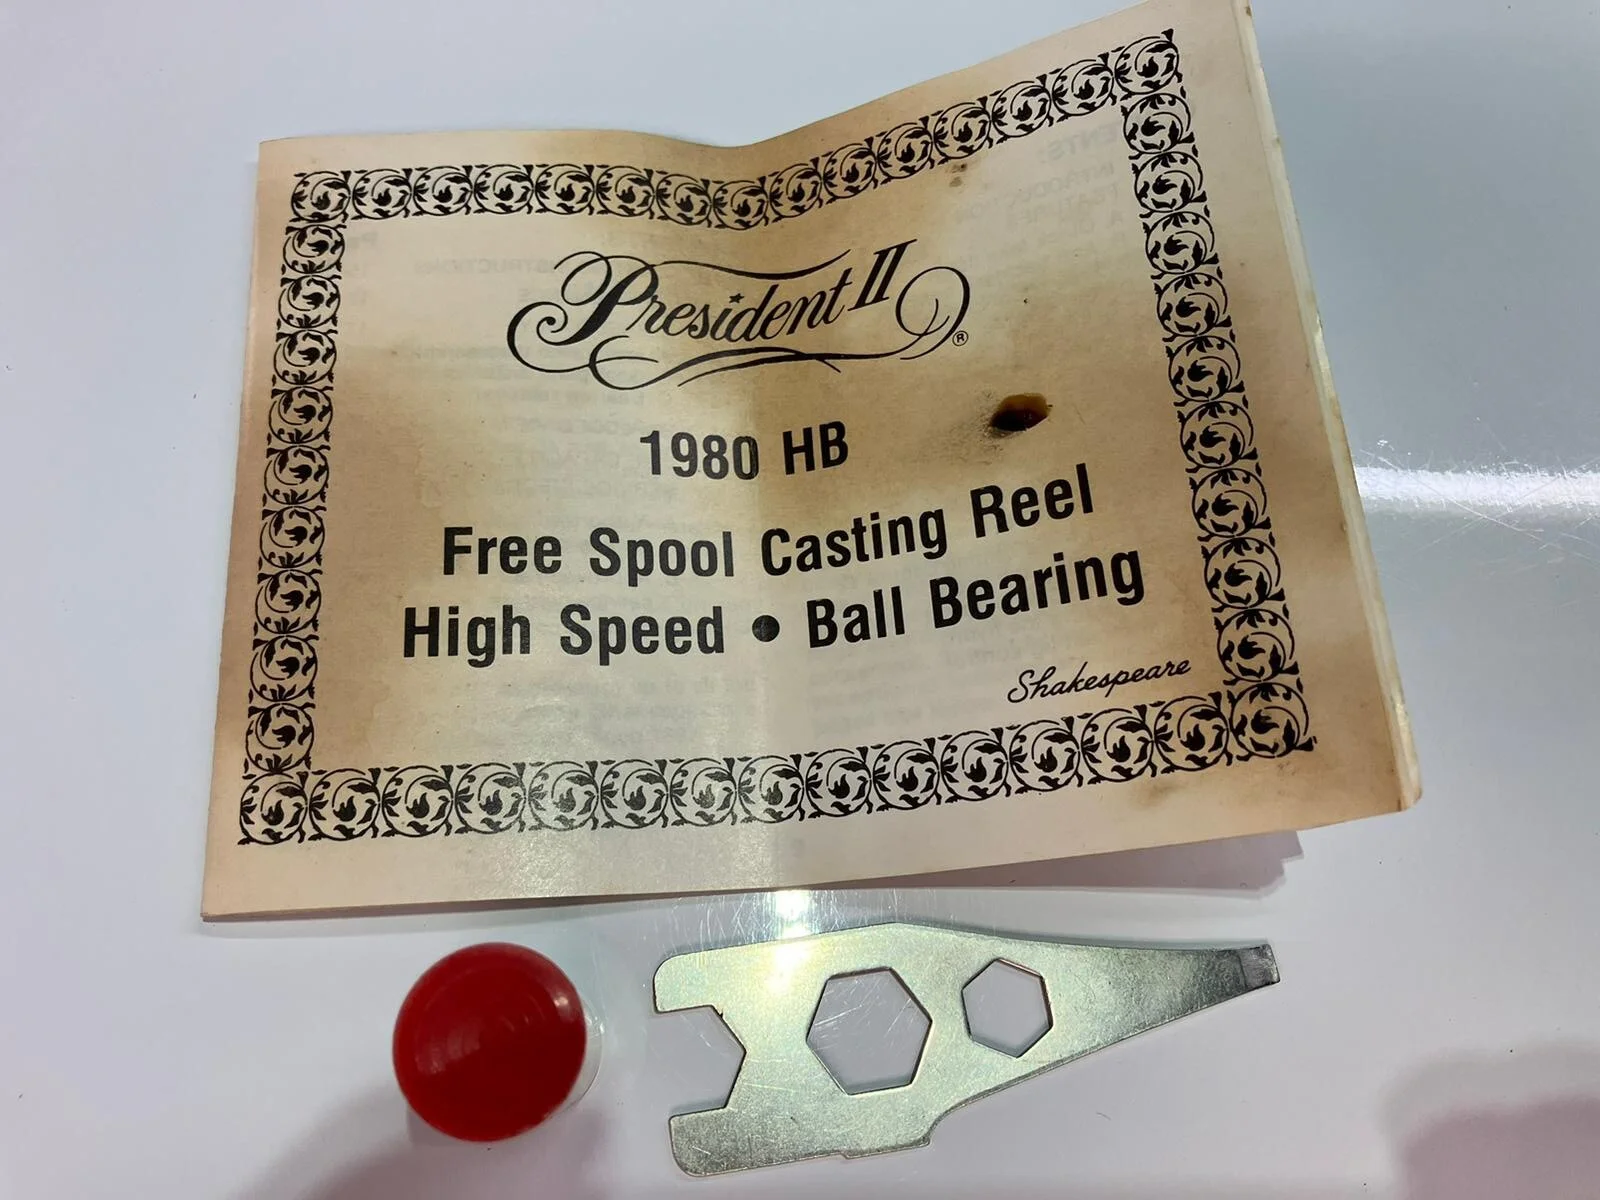 President II ®
1980 HB
Free Spool Casting Reel
High Speed • Ball Bearing
Shakespeare